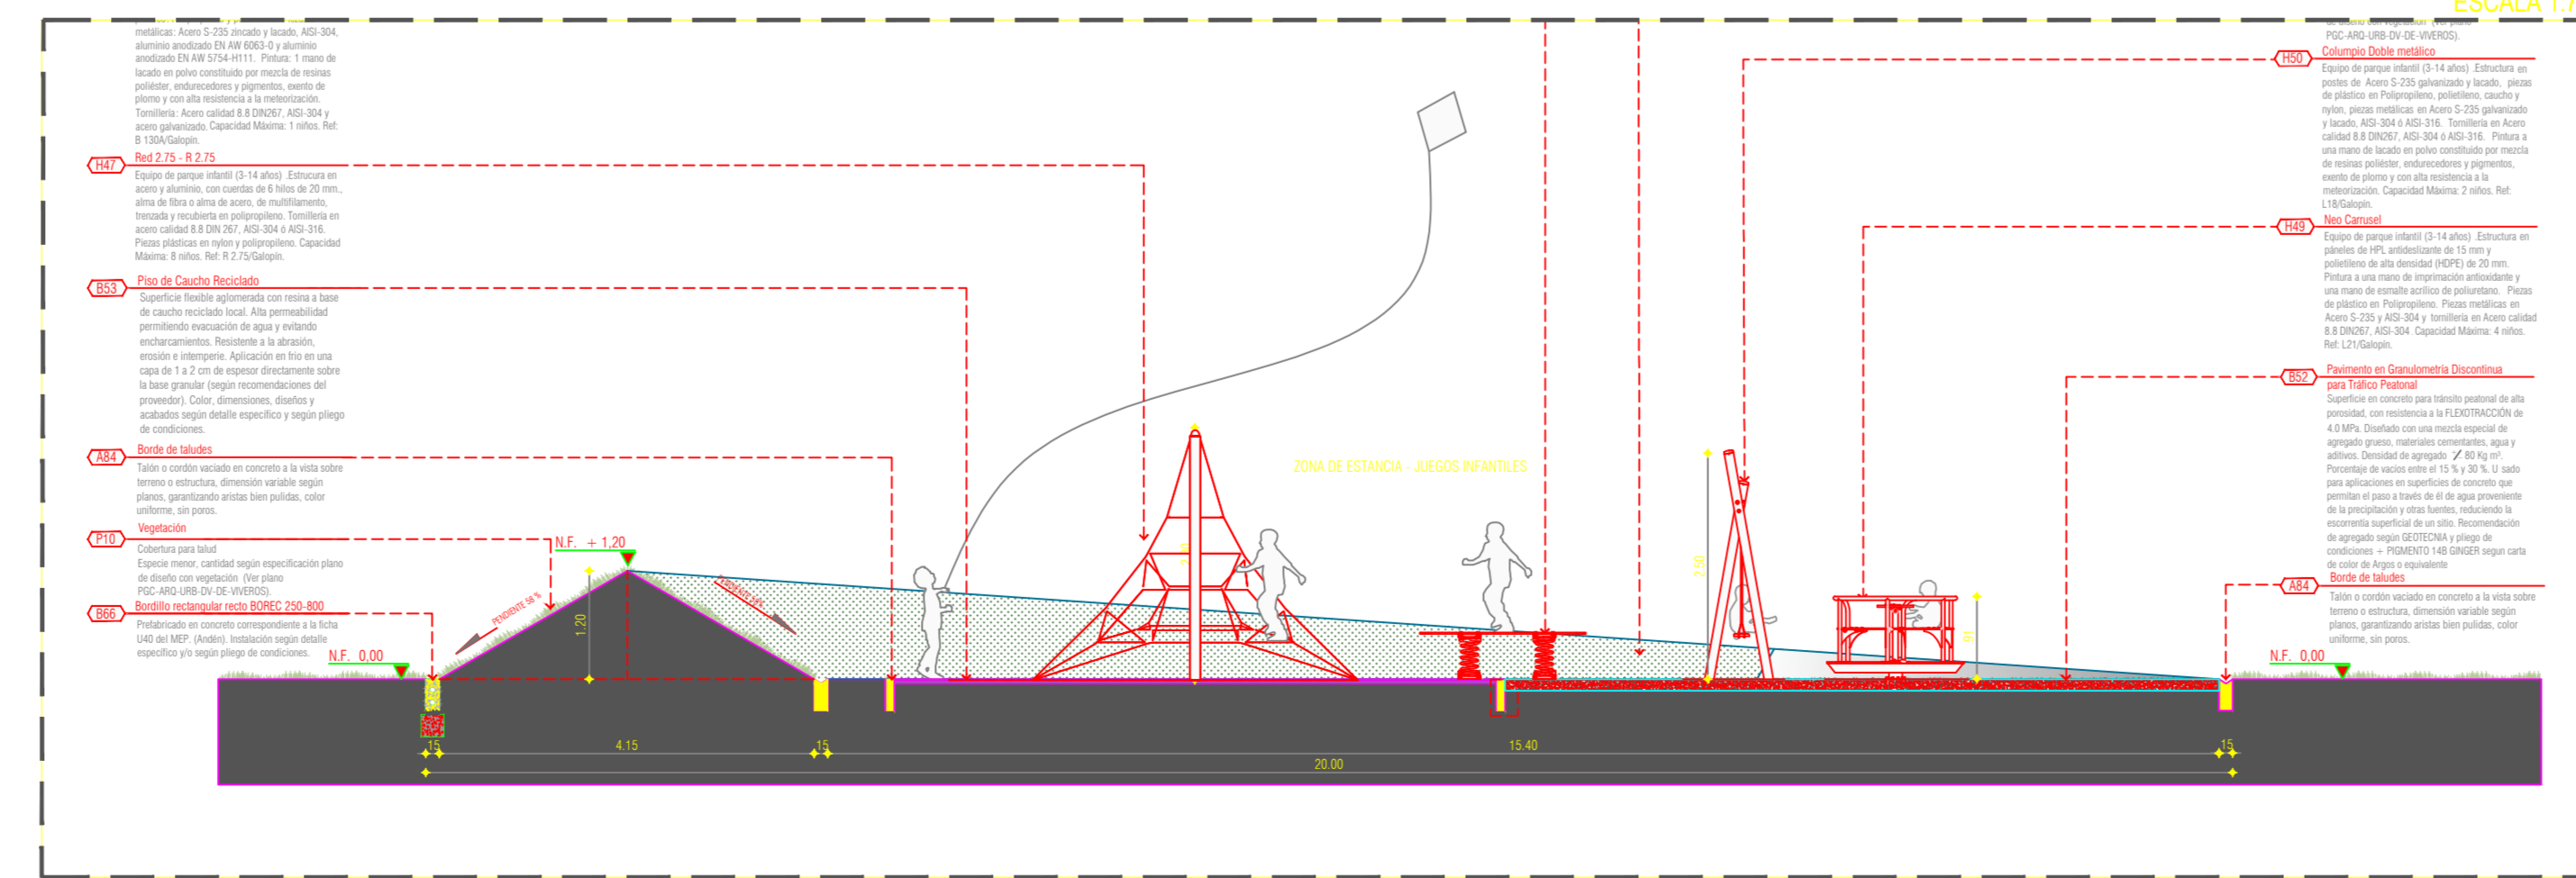 ESCALA 1:7
metálicas: Acero S-235 zincado y lacado, AISI-304,
aluminio anodizado EN AW 6063-0 y aluminio
anodizado EN AW 5754-H111. Pintura: 1 mano de
lacado en polvo constituido por mezcla de resinas
poliéster, endurecedores y pigmentos, exento de
plomo y con alta resistencia a la meteorización.
Tornillería: Acero calidad 8.8 DIN267, AISI-304 y
acero galvanizado. Capacidad Máxima: 1 niños. Ref:
B 130A/Galopín.
H47
Red 2.75 - R 2.75
Equipo de parque infantil (3-14 años) .Estrucura en
acero y aluminio, con cuerdas de 6 hilos de 20 mm.,
alma de fibra o alma de acero, de multifilamento,
trenzada y recubierta en polipropileno. Tornillería en
acero calidad 8.8 DIN 267, AISI-304 ó AISI-316.
Piezas plásticas en nylon y polipropileno. Capacidad
Máxima: 8 niños. Ref: R 2.75/Galopín.
B53
Piso de Caucho Reciclado
Superficie flexible aglomerada con resina a base
de caucho reciclado local. Alta permeabilidad
permitiendo evacuación de agua y evitando
encharcamientos. Resistente a la abrasión,
erosión e intemperie. Aplicación en frío en una
capa de 1 a 2 cm de espesor directamente sobre
la base granular (según recomendaciones del
proveedor). Color, dimensiones, diseños y
acabados según detalle específico y según pliego
de condiciones.
A84
Borde de taludes
Talón o cordón vaciado en concreto a la vista sobre
terreno o estructura, dimensión variable según
planos, garantizando aristas bien pulidas, color
uniforme, sin poros.
P10
Vegetación
Cobertura para talud
Especie menor, cantidad según especificación plano
de diseño con vegetación (Ver plano
PGC-ARQ-URB-DV-DE-VIVEROS).
B66
Bordillo rectangular recto BOREC 250-800
Prefabricado en concreto correspondiente a la ficha
U40 del MEP. (Andén). Instalación según detalle
específico y/o según pliego de condiciones.
N.F. 0,00
N.F. + 1,20
PENDIENTE 58 %
1.20
ZONA DE ESTANCIA - JUEGOS INFANTILES
2.50
91
15
4.15
15
15.40
15
20.00
de diseño con vegetación (Ver plano
PGC-ARQ-URB-DV-DE-VIVEROS).
H50
Columpio Doble metálico
Equipo de parque infantil (3-14 años) .Estructura en
postes de Acero S-235 galvanizado y lacado, piezas
de plástico en Polipropileno, polietileno, caucho y
nylon, piezas metálicas en Acero S-235 galvanizado
y lacado, AISI-304 ó AISI-316. Tornillería en Acero
calidad 8.8 DIN267, AISI-304 ó AISI-316. Pintura a
una mano de lacado en polvo constituido por mezcla
de resinas poliéster, endurecedores y pigmentos,
exento de plomo y con alta resistencia a la
meteorización. Capacidad Máxima: 2 niños. Ref:
L18/Galopín.
H49
Neo Carrusel
Equipo de parque infantil (3-14 años) .Estructura en
páneles de HPL antideslizante de 15 mm y
polietileno de alta densidad (HDPE) de 20 mm.
Pintura a una mano de imprimación antioxidante y
una mano de esmalte acrílico de poliuretano. Piezas
de plástico en Polipropileno. Piezas metálicas en
Acero S-235 y AISI-304 y tornillería en Acero calidad
8.8 DIN267, AISI-304. Capacidad Máxima: 4 niños.
Ref: L21/Galopín.
B52
Pavimento en Granulometría Discontinua
para Tráfico Peatonal
Superficie en concreto para tránsito peatonal de alta
porosidad, con resistencia a la FLEXOTRACCIÓN de
4.0 MPa. Diseñado con una mezcla especial de
agregado grueso, materiales cementantes, agua y
aditivos. Densidad de agregado 80 Kg m³.
Porcentaje de vacios entre el 15 % y 30 %. U sado
para aplicaciones en superficies de concreto que
permitan el paso a través de él de agua proveniente
de la precipitación y otras fuentes, reduciendo la
escorrentía superficial de un sitio. Recomendación
de agregado según GEOTECNIA y pliego de
condiciones + PIGMENTO 14B GINGER segun carta
de color de Argos o equivalente
A84
Borde de taludes
Talón o cordón vaciado en concreto a la vista sobre
terreno o estructura, dimensión variable según
planos, garantizando aristas bien pulidas, color
uniforme, sin poros.
N.F. 0,00